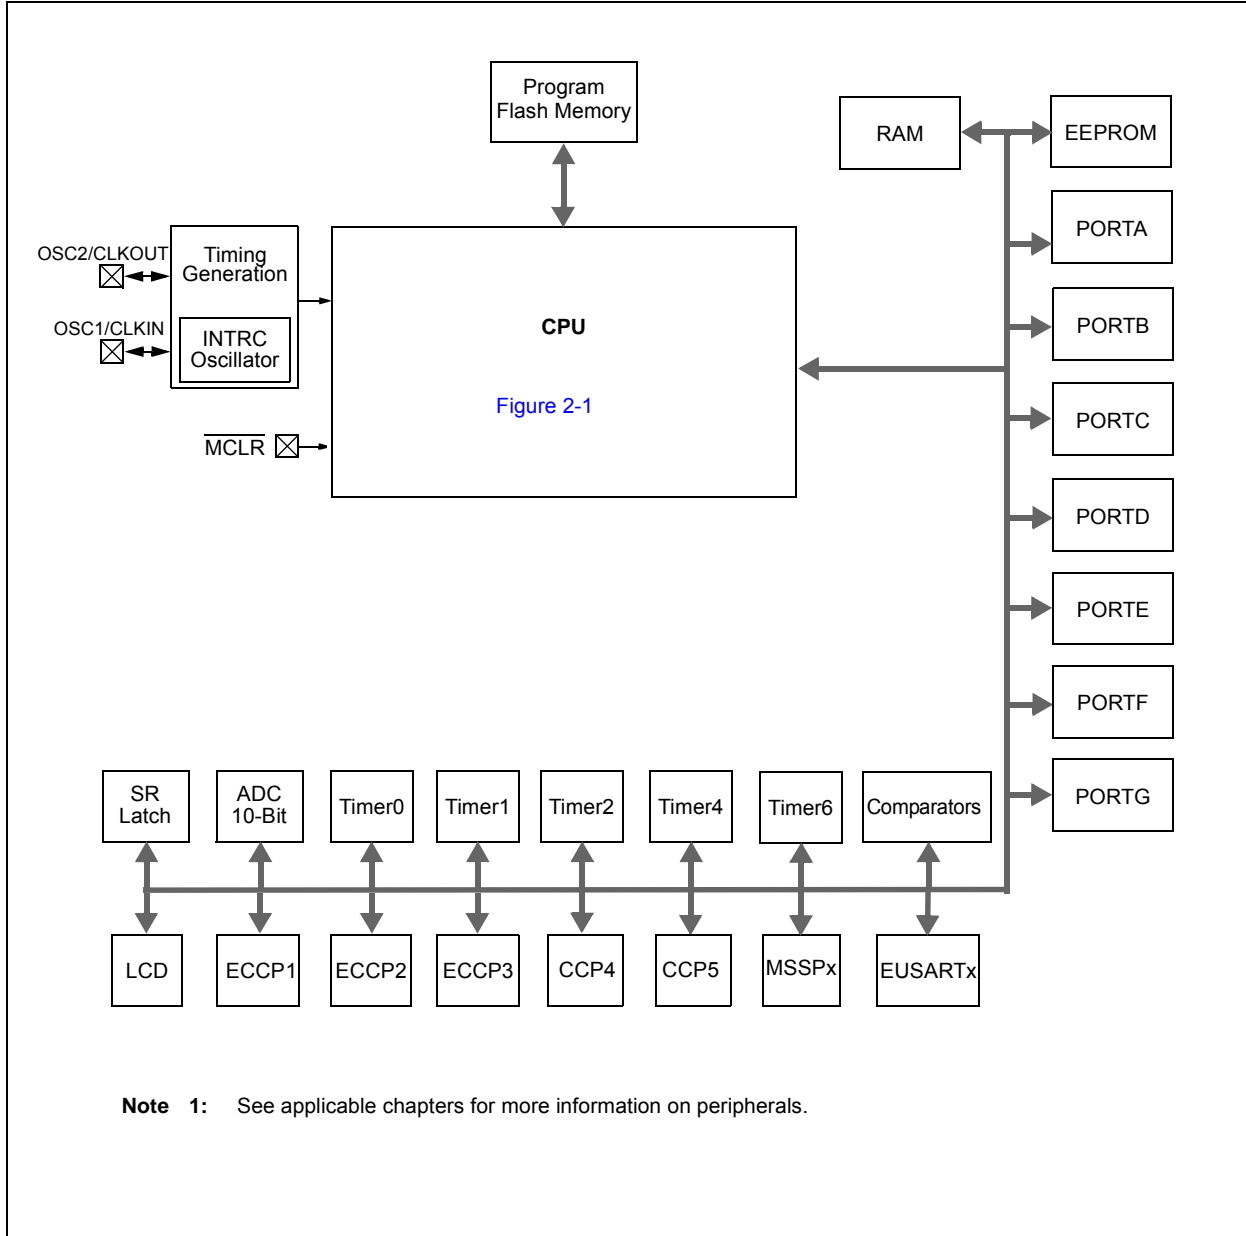 Program
Flash Memory
RAM
EEPROM
OSC2/CLKOUT
Timing
Generation
PORTA
OSC1/CLKIN
INTRC
Oscillator
CPU
PORTB
Figure 2-1
PORTC
MCLR
PORTD
PORTE
PORTF
SR
Latch
ADC
10-Bit
Timer0
Timer1
Timer2
Timer4
Timer6
Comparators
PORTG
LCD
ECCP1
ECCP2
ECCP3
CCP4
CCP5
MSSPx
EUSARTx
Note 1: See applicable chapters for more information on peripherals.